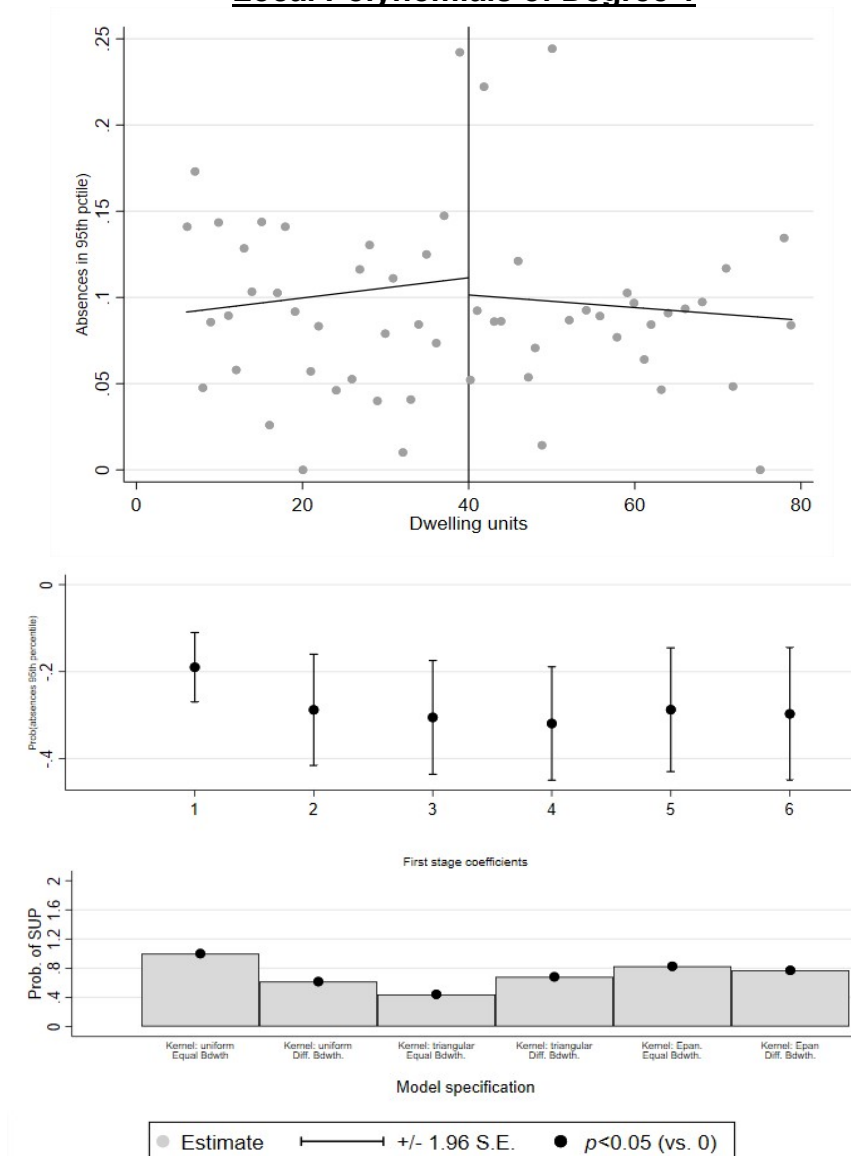 Local Polynomials of Degree 1
Absences in 95th pctile)
.25
.2
.15
.1
.05
0
0 20 40 60 80
Dwelling units
Prob(absences 95th percentile)
0
-.2
-.4
1 2 3 4 5 6
First stage coefficients
Prob. of SUP
2
1.6
1.2
.8
.4
0
Kernel: uniform Kernel: uniform Kernel: triangular Kernel: triangular Kernel: Epan. Kernel: Epan
Equal Bdwth Diff. Bdwth. Equal Bdwth. Diff. Bdwth. Equal Bdwth. Diff. Bdwth.
Model specification
Estimate +/- 1.96 S.E. p<0.05 (vs. 0)